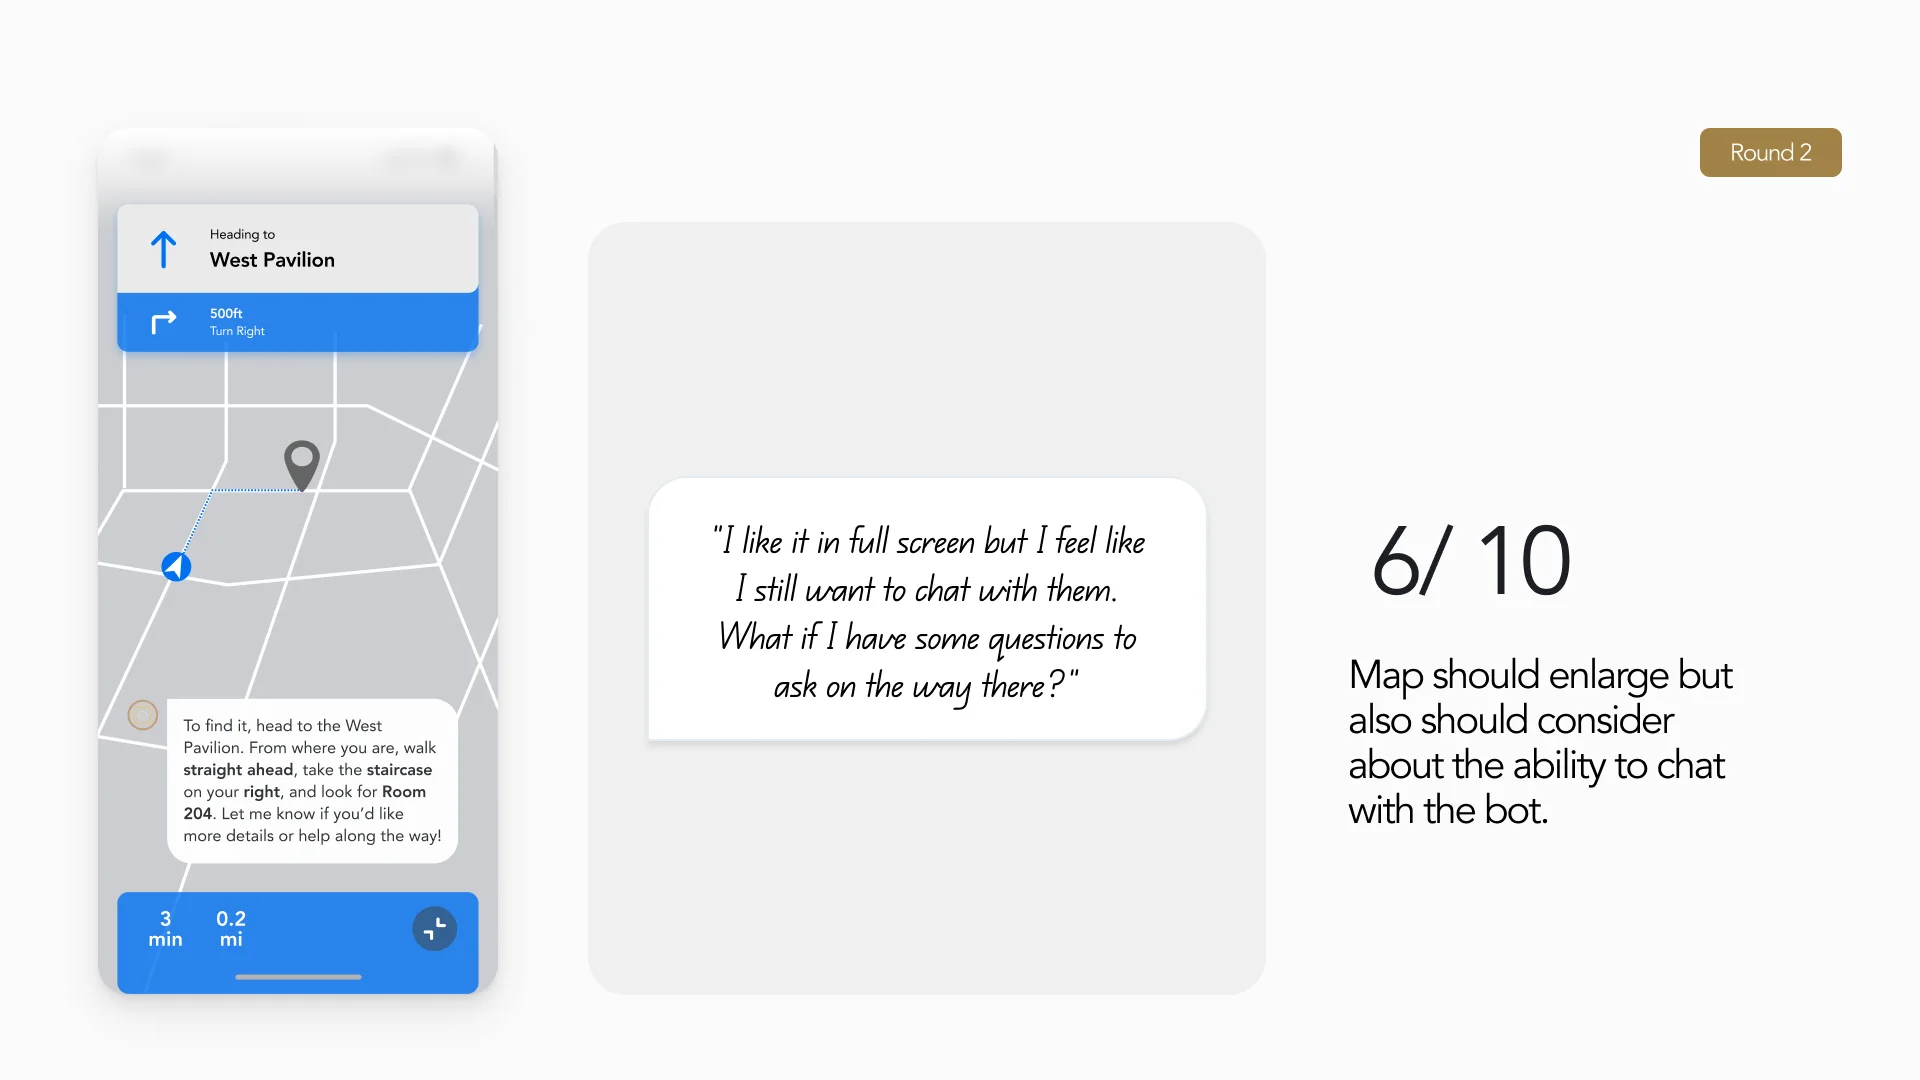 Round 2
Heading to
West Pavilion
500ft
Turn Right
To find it, head to the West
Pavilion. From where you are, walk
straight ahead, take the staircase
on your right, and look for Room
204. Let me know if you’d like
more details or help along the way!
3
min
0.2
mi
"I like it in full screen but I feel like
I still want to chat with them.
What if I have some questions to
ask on the way there?"
6/ 10
Map should enlarge but
also should consider
about the ability to chat
with the bot.